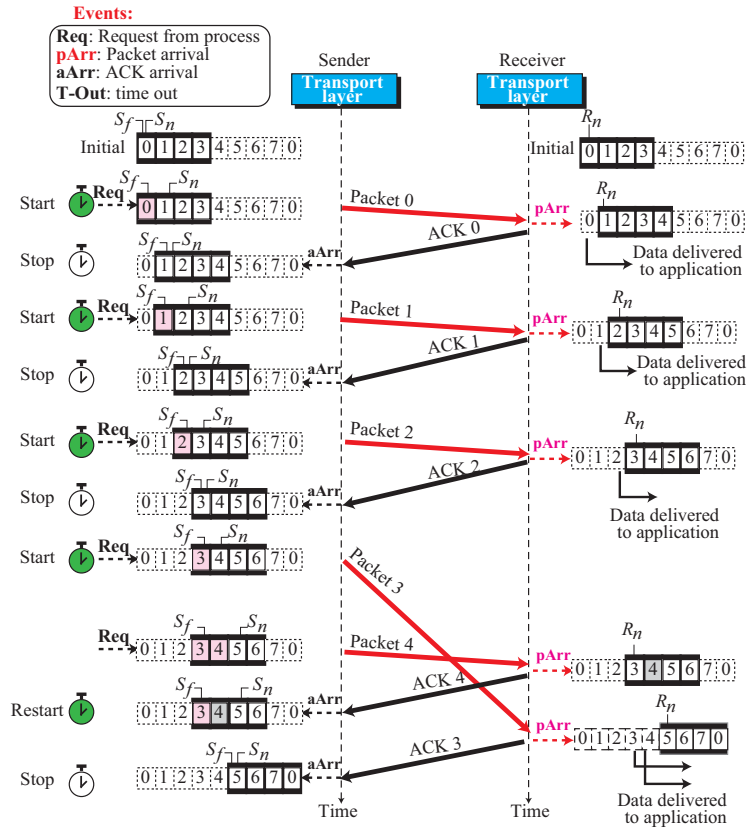 Events:
Req: Request from process
pArr: Packet arrival
aArr: ACK arrival
T-Out: time out
Sender
Transport
layer
Receiver
Transport
layer
Sf Sn
Initial
0 1 2 3 4 5 6 7 0
Rn
Initial
0 1 2 3 4 5 6 7 0
Sf Sn
Start
Req
0 1 2 3 4 5 6 7 0
Packet 0
pArr
Rn
0 1 2 3 4 5 6 7 0
Data delivered
to application
Sf Sn
Stop
0 1 2 3 4 5 6 7 0
aArr
ACK 0
Sf Sn
Start
Req
0 1 2 3 4 5 6 7 0
Packet 1
pArr
Rn
0 1 2 3 4 5 6 7 0
Data delivered
to application
Sf Sn
Stop
0 1 2 3 4 5 6 7 0
aArr
ACK 1
Sf Sn
Start
Req
0 1 2 3 4 5 6 7 0
Packet 2
pArr
Rn
0 1 2 3 4 5 6 7 0
Data delivered
to application
Sf Sn
Stop
0 1 2 3 4 5 6 7 0
aArr
ACK 2
Sf Sn
Start
Req
0 1 2 3 4 5 6 7 0
Packet 3
Sf Sn
Req
0 1 2 3 4 5 6 7 0
Packet 4
pArr
Rn
0 1 2 3 4 5 6 7 0
Sf Sn
Restart
0 1 2 3 4 5 6 7 0
aArr
ACK 4
pArr
Rn
0 1 2 3 4 5 6 7 0
Data delivered
to application
Sf Sn
Stop
0 1 2 3 4 5 6 7 0
aArr
ACK 3
Time
Time